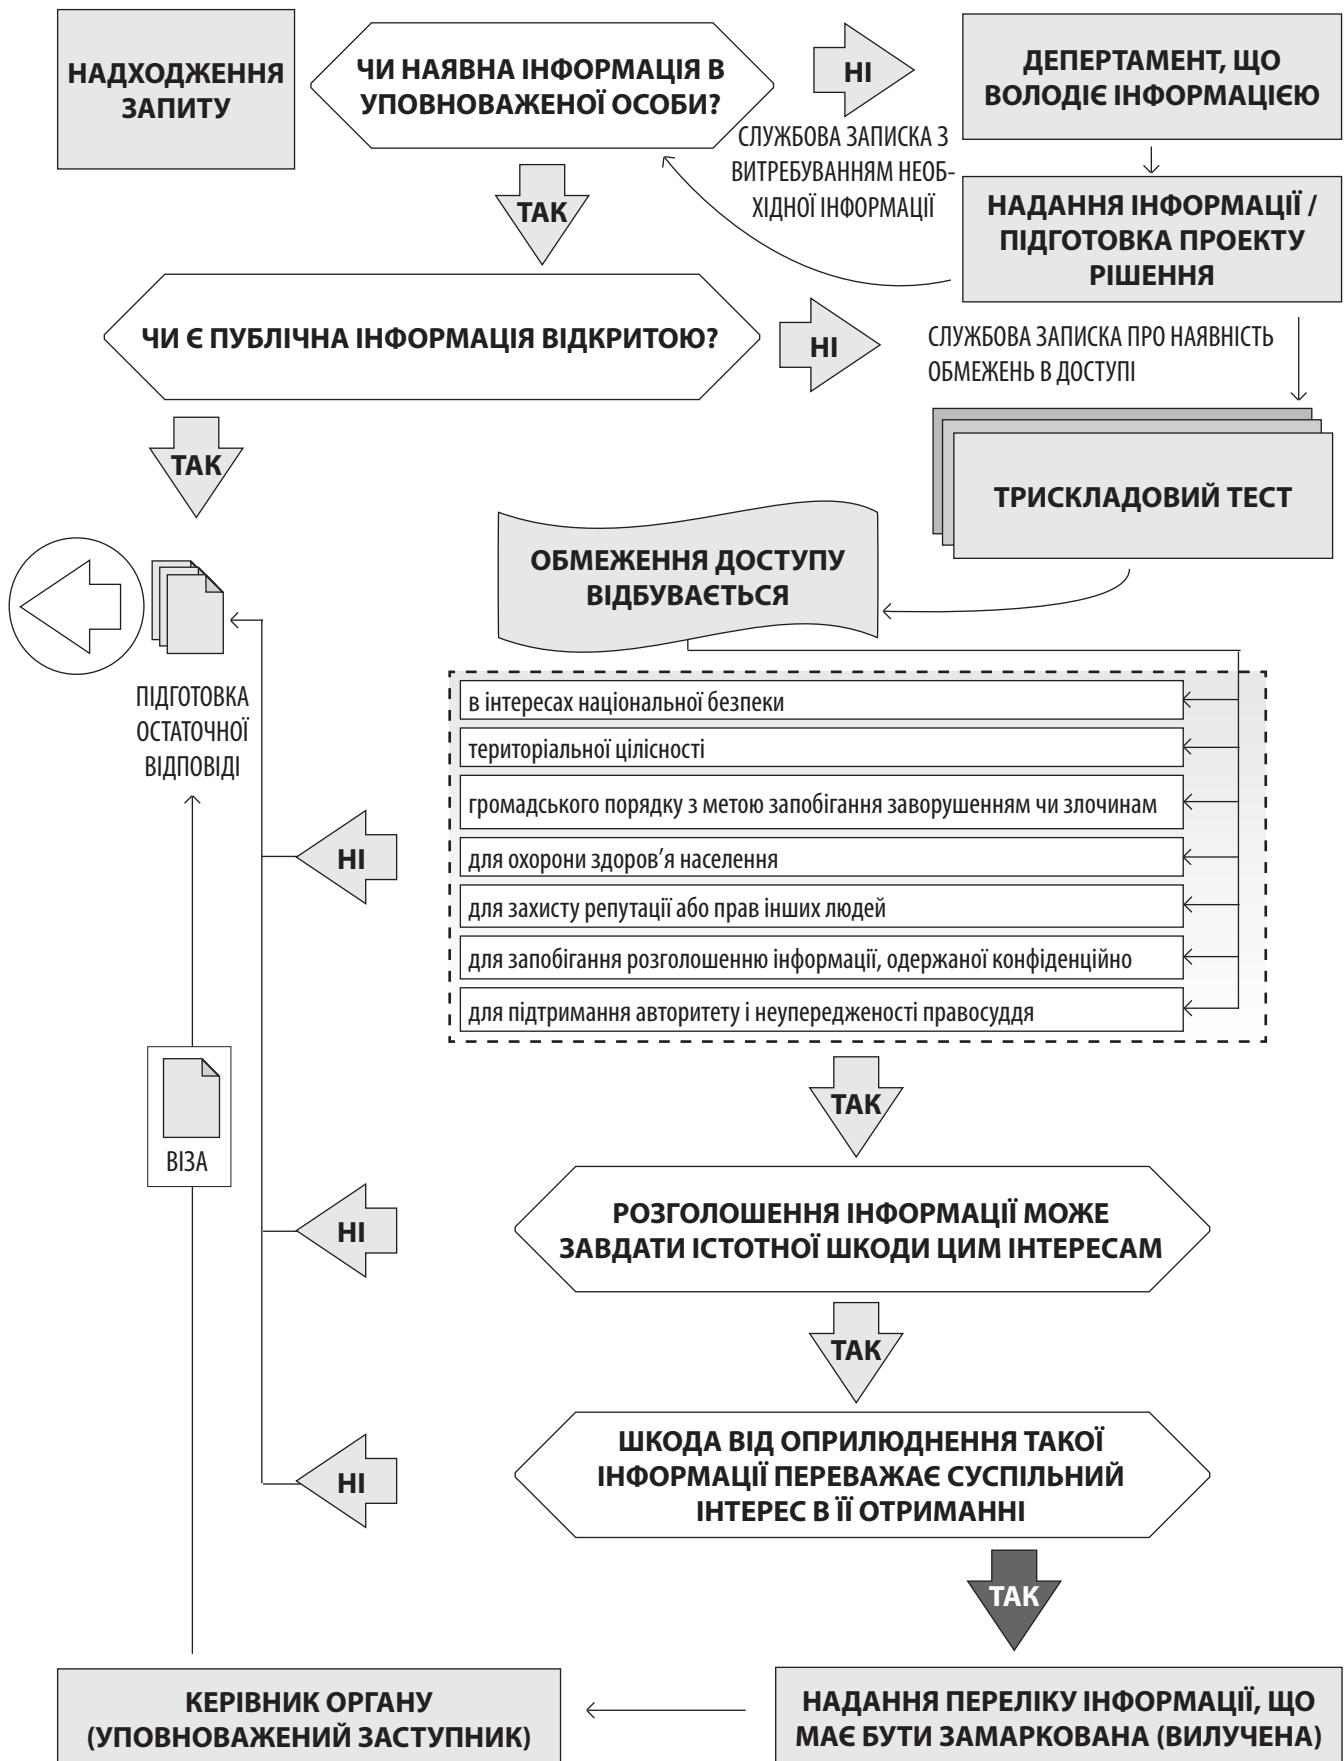 НАДХОДЖЕННЯ
ЗАПИТУ
ЧИ НАЯВНА ІНФОРМАЦІЯ В
УПОВНОВАЖЕНОЇ ОСОБИ?
НІ
ДЕПАРТАМЕНТ, ЩО
ВОЛОДІЄ ІНФОРМАЦІЄЮ
СЛУЖБОВА ЗАПИСКА З
ВИТРЕБУВАННЯМ НЕОБ-
ХІДНОЇ ІНФОРМАЦІЇ
ТАК
НАДАННЯ ІНФОРМАЦІЇ /
ПІДГОТОВКА ПРОЕКТУ
РІШЕННЯ
ЧИ Є ПУБЛІЧНА ІНФОРМАЦІЯ ВІДКРИТОЮ?
НІ
СЛУЖБОВА ЗАПИСКА ПРО НАЯВНІСТЬ
ОБМЕЖЕНЬ В ДОСТУПІ
ТАК
ТРИСКЛАДОВИЙ ТЕСТ
ОБМЕЖЕННЯ ДОСТУПУ
ВІДБУВАЄТЬСЯ
ПІДГОТОВКА
ОСТАТОЧНОЇ
ВІДПОВІДІ
в інтересах національної безпеки
територіальної цілісності
громадського порядку з метою запобігання заворушенням чи злочинам
для охорони здоров’я населення
для захисту репутації або прав інших людей
для запобігання розголошенню інформації, одержаної конфіденційно
для підтримання авторитету і неупередженості правосуддя
НІ
ТАК
ВІЗА
РОЗГОЛОШЕННЯ ІНФОРМАЦІЇ МОЖЕ
ЗАВДАТИ ІСТОТНОЇ ШКОДИ ЦИМ ІНТЕРЕСАМ
НІ
ТАК
ШКОДА ВІД ОПРИЛЮДНЕННЯ ТАКОЇ
ІНФОРМАЦІЇ ПЕРЕВАЖАЄ СУСПІЛЬНИЙ
ІНТЕРЕС В ЇЇ ОТРИМАННІ
НІ
ТАК
КЕРІВНИК ОРГАНУ
(УПОВНОВАЖЕНИЙ ЗАСТУПНИК)
НАДАННЯ ПЕРЕЛІКУ ІНФОРМАЦІЇ, ЩО
МАЄ БУТИ ЗАМАРКОВАНА (ВИЛУЧЕНА)